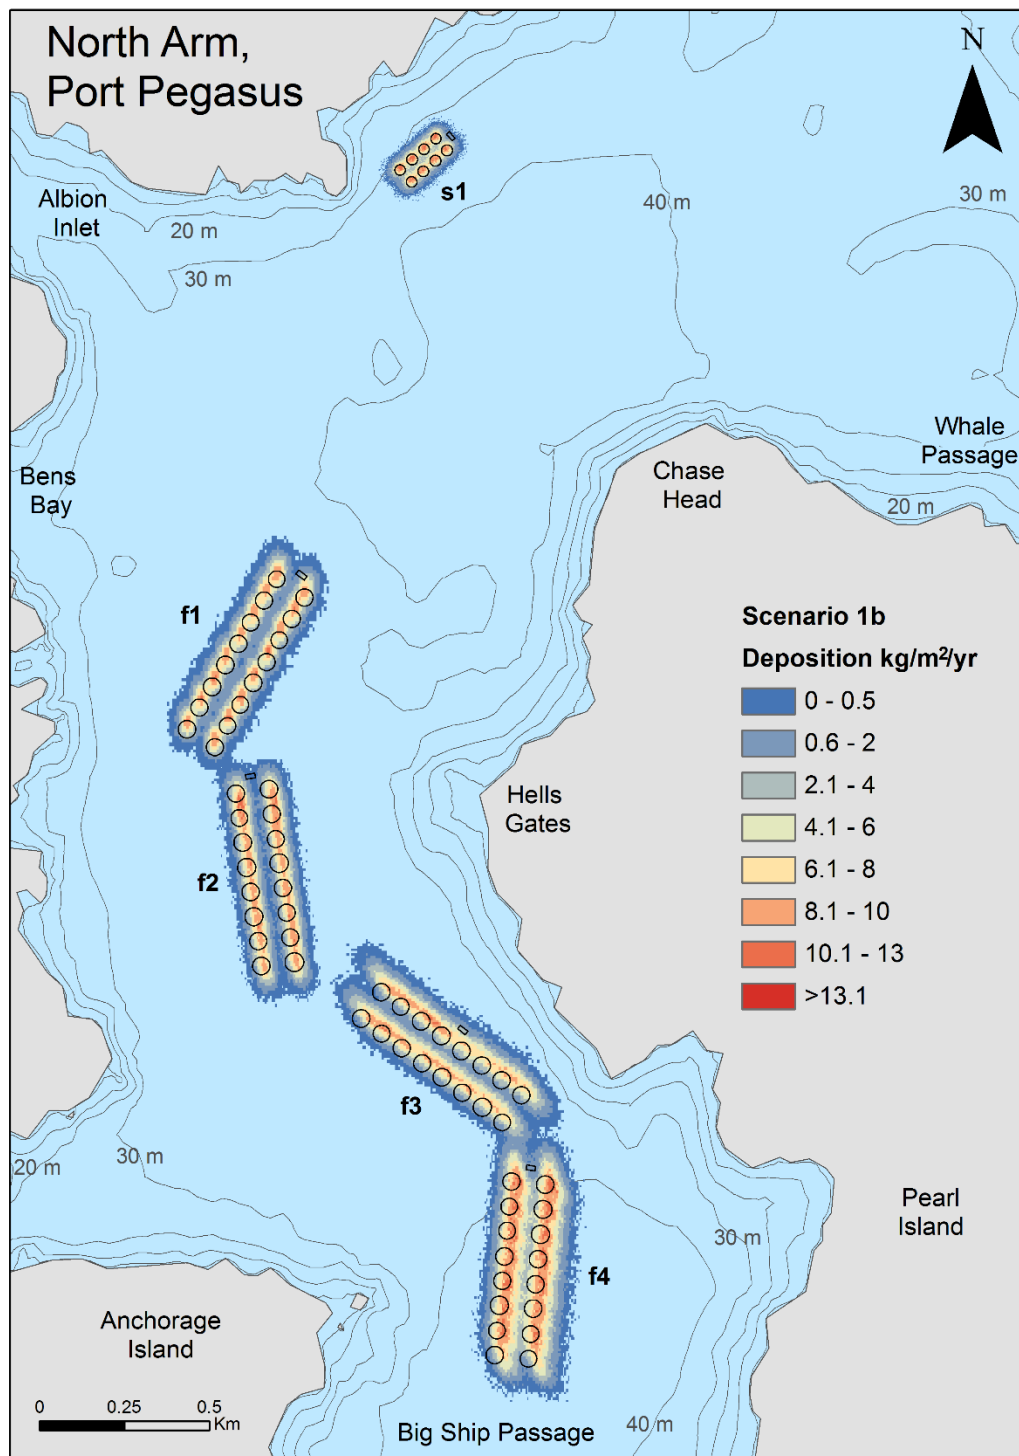 North Arm,
Port Pegasus
N
s1
Albion
Inlet
20 m
30 m
40 m
30 m
Whale
Passage
Chase
Head
20 m
Bens
Bay
f1
Scenario 1b
Deposition kg/m²/yr
0 - 0.5
0.6 - 2
2.1 - 4
4.1 - 6
6.1 - 8
8.1 - 10
10.1 - 13
>13.1
Hells
Gates
f2
f3
20 m
30 m
Pearl
Island
30 m
f4
Anchorage
Island
0 0.25 0.5
Km
Big Ship Passage
40 m